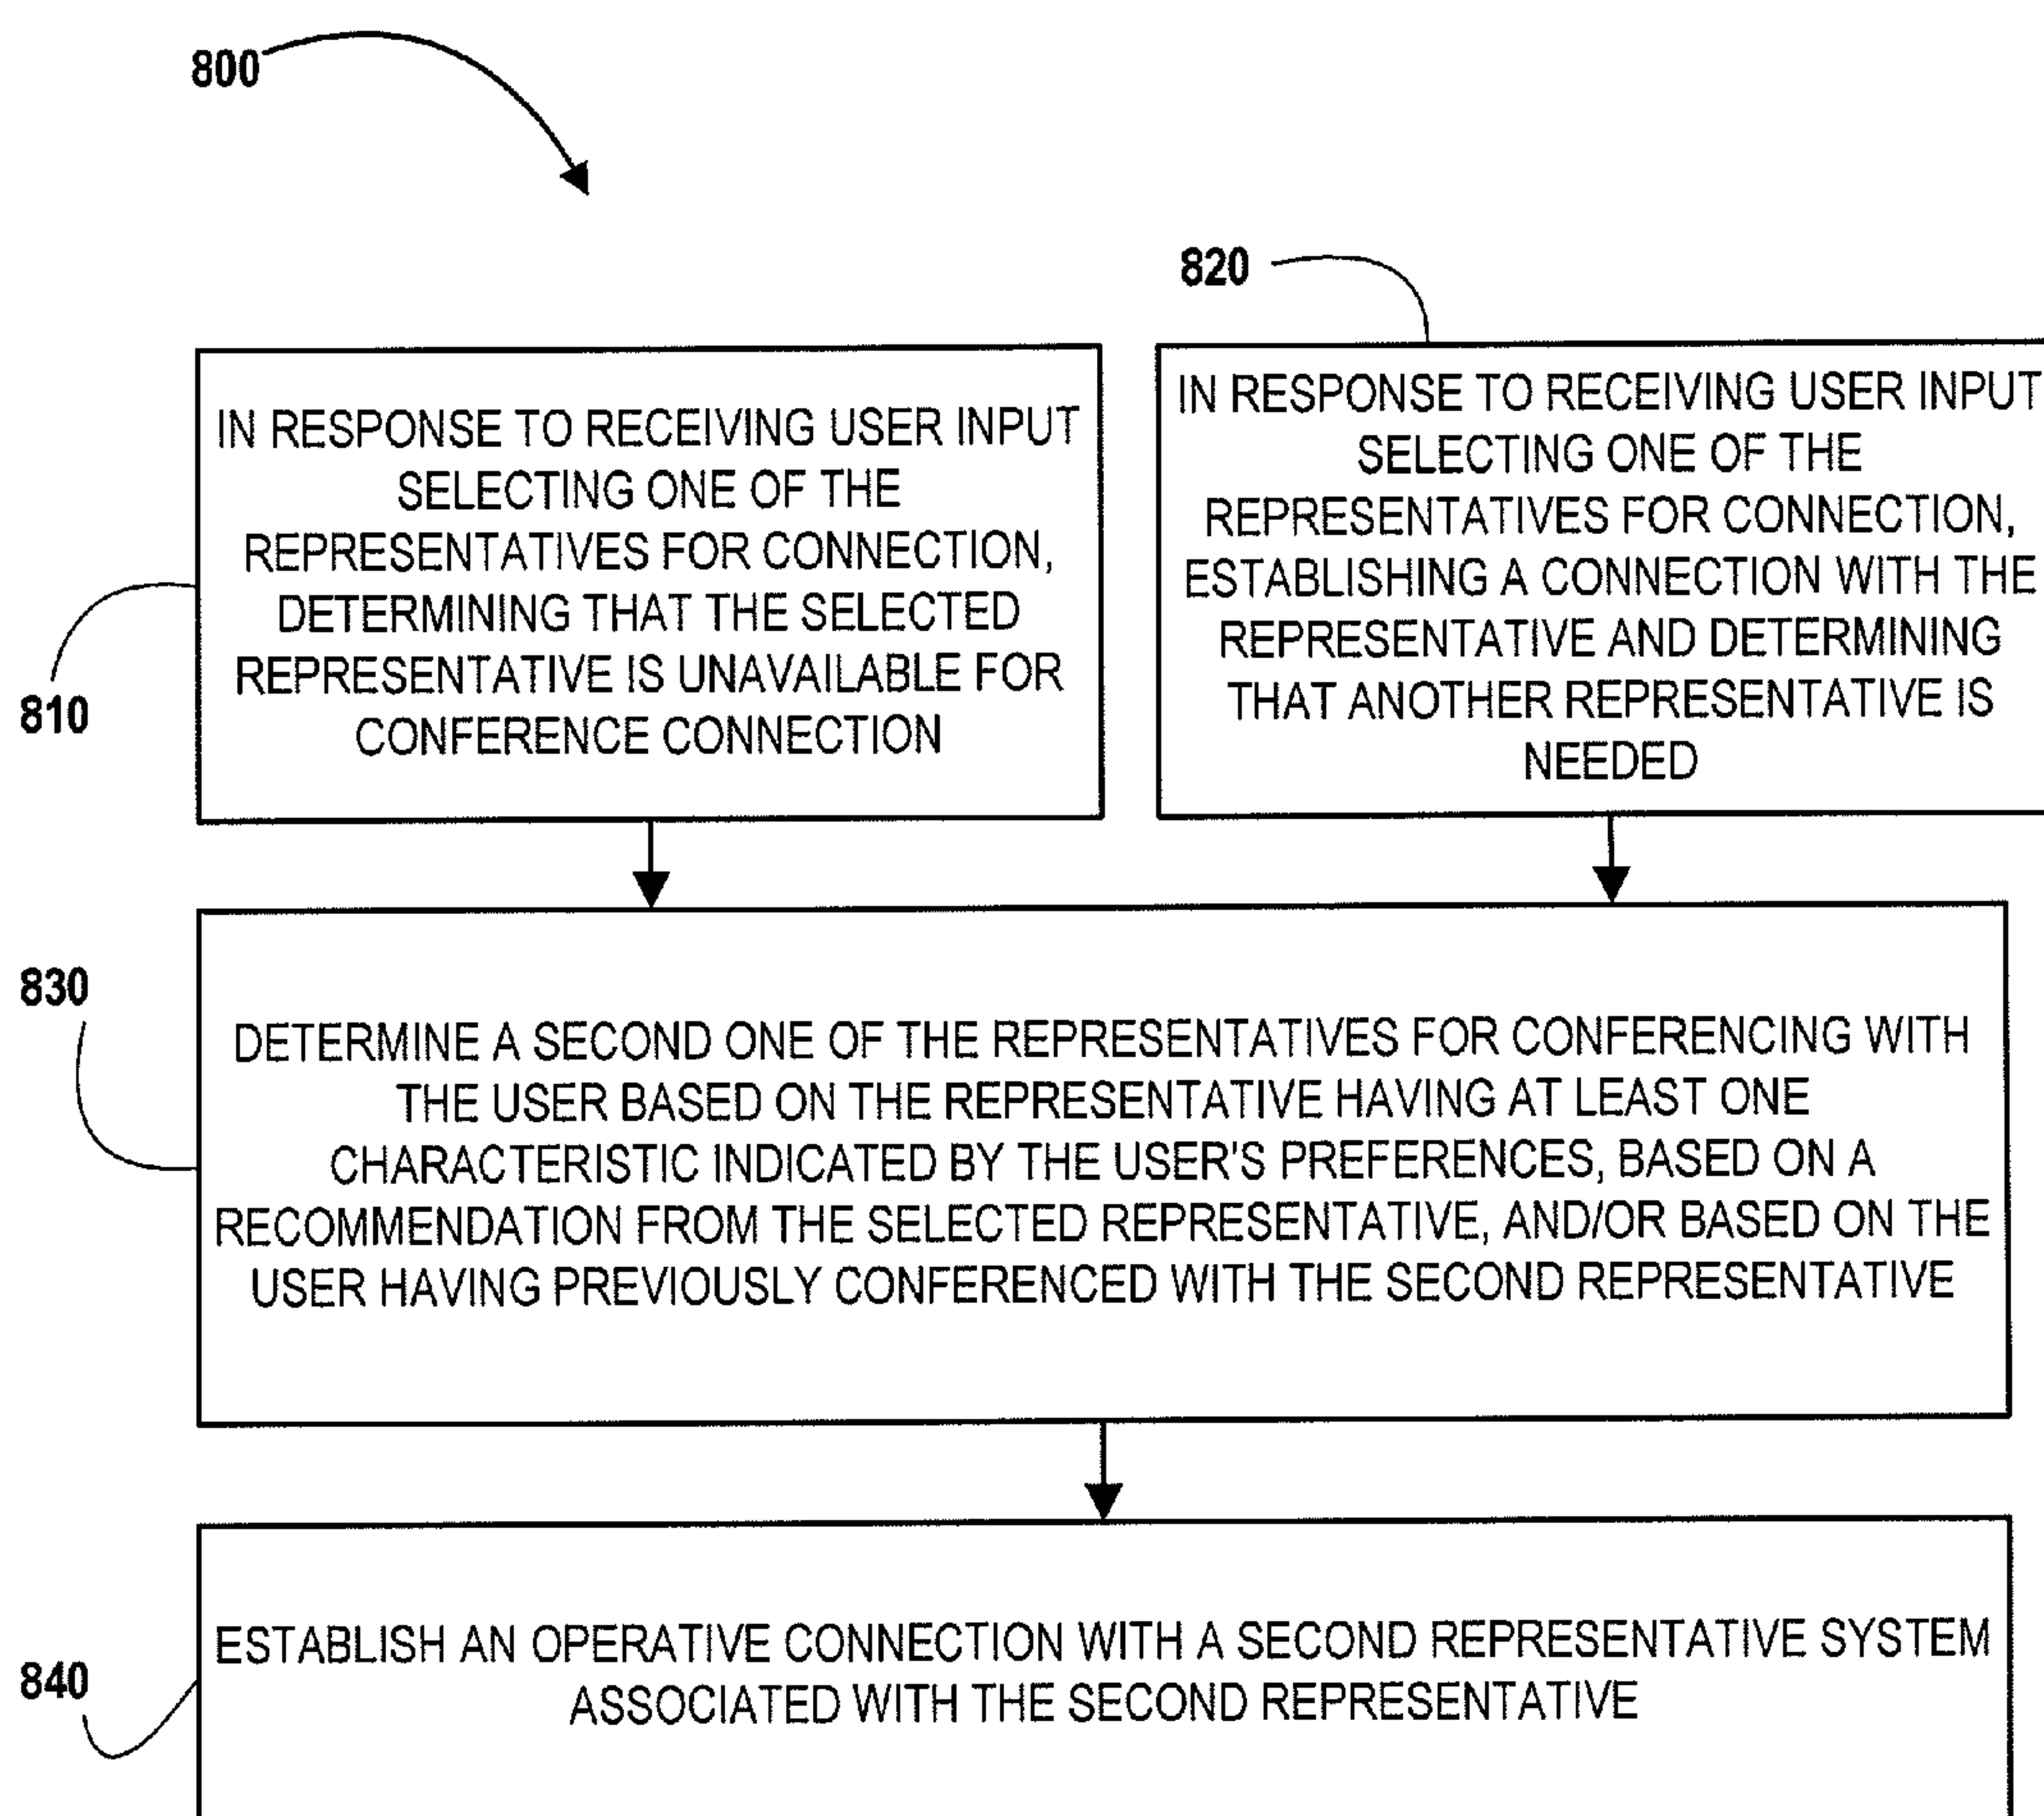 800
820
IN RESPONSE TO RECEIVING USER INPUT
SELECTING ONE OF THE
REPRESENTATIVES FOR CONNECTION,
DETERMINING THAT THE SELECTED
REPRESENTATIVE IS UNAVAILABLE FOR
CONFERENCE CONNECTION
810
IN RESPONSE TO RECEIVING USER INPUT
SELECTING ONE OF THE
REPRESENTATIVES FOR CONNECTION,
ESTABLISHING A CONNECTION WITH THE
REPRESENTATIVE AND DETERMINING
THAT ANOTHER REPRESENTATIVE IS
NEEDED
830
DETERMINE A SECOND ONE OF THE REPRESENTATIVES FOR CONFERENCING WITH
THE USER BASED ON THE REPRESENTATIVE HAVING AT LEAST ONE
CHARACTERISTIC INDICATED BY THE USER'S PREFERENCES, BASED ON A
RECOMMENDATION FROM THE SELECTED REPRESENTATIVE, AND/OR BASED ON THE
USER HAVING PREVIOUSLY CONFERENCED WITH THE SECOND REPRESENTATIVE
840
ESTABLISH AN OPERATIVE CONNECTION WITH A SECOND REPRESENTATIVE SYSTEM
ASSOCIATED WITH THE SECOND REPRESENTATIVE